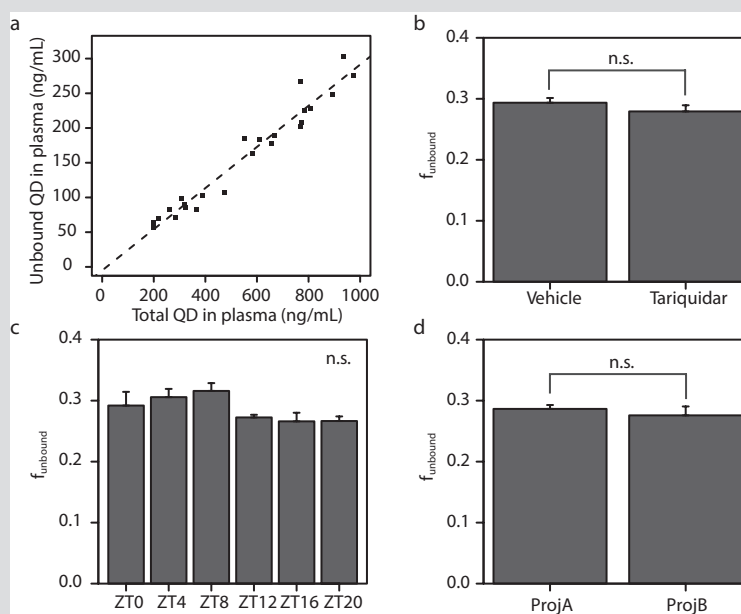 a
Unbound QD in plasma (ng/mL)
300
250
200
150
100
50
0
0 200 400 600 800 1000
Total QD in plasma (ng/mL)
b
n.s.
funbound
0.4
0.3
0.2
0.1
0.0
Vehicle Tariquidar
c
n.s.
funbound
0.4
0.3
0.2
0.1
0.0
ZT0 ZT4 ZT8 ZT12 ZT16 ZT20
d
n.s.
funbound
0.4
0.3
0.2
0.1
0.0
ProjA ProjB